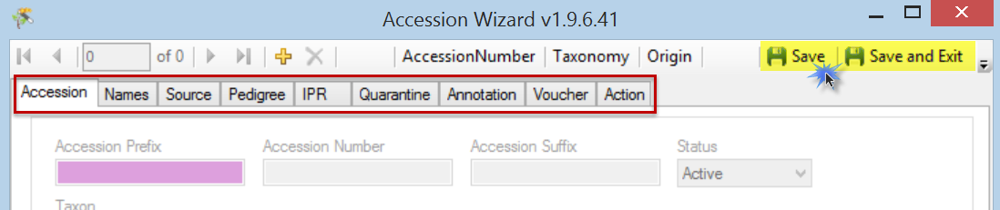 Accession Wizard v1.9.6.41
0 of 0 AccessionNumber Taxonomy Origin Save Save and Exit
Accession Names Source Pedigree IPR Quarantine Annotation Voucher Action
Accession Prefix Accession Number Accession Suffix Status
Active
Taxon